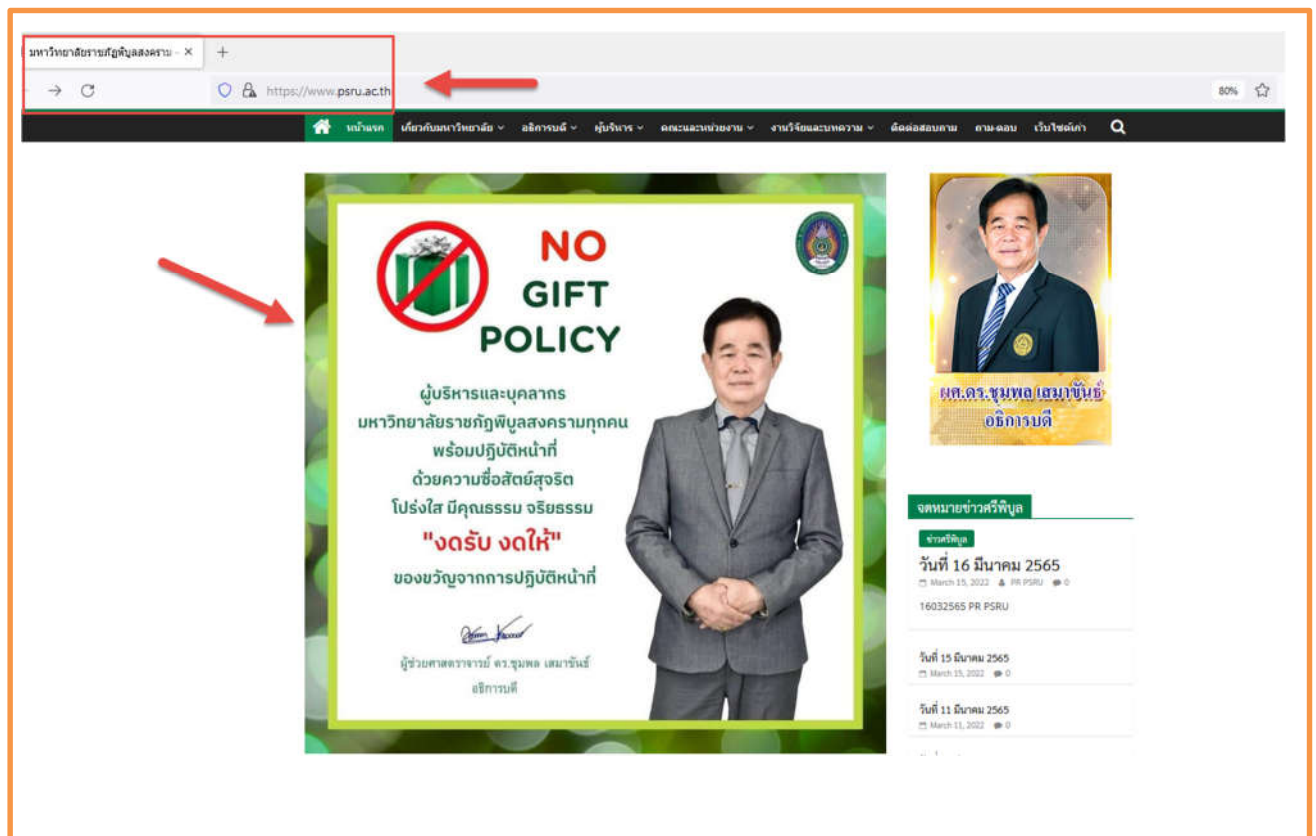 มหาวิทยาลัยราชภัฏพิบูลสงคราม –
https://www.psru.ac.th
80%
หน้าแรก เกี่ยวกับมหาวิทยาลัย อธิการบดี ผู้บริหาร คณะและหน่วยงาน งานวิจัยและบทความ ติดต่อสอบถาม ถาม-ตอบ เว็บไซต์เก่า
NO
GIFT
POLICY
ผู้บริหารและบุคลากร
มหาวิทยาลัยราชภัฏพิบูลสงครามทุกคน
พร้อมปฏิบัติหน้าที่
ด้วยความซื่อสัตย์สุจริต
โปร่งใส มีคุณธรรม จริยธรรม
"งดรับ งดให้"
ของขวัญจากการปฏิบัติหน้าที่
ผู้ช่วยศาสตราจารย์ ดร.ชุมพล เสมาขันธ์
อธิการบดี
ผศ.ดร.ชุมพล เสมาขันธ์
อธิการบดี
จดหมายข่าวศรีพิบูล
ข่าวศรีพิบูล
วันที่ 16 มีนาคม 2565
March 15, 2022 PR PSRU 0
16032565 PR PSRU
วันที่ 15 มีนาคม 2565
March 15, 2022 0
วันที่ 11 มีนาคม 2565
March 11, 2022 0